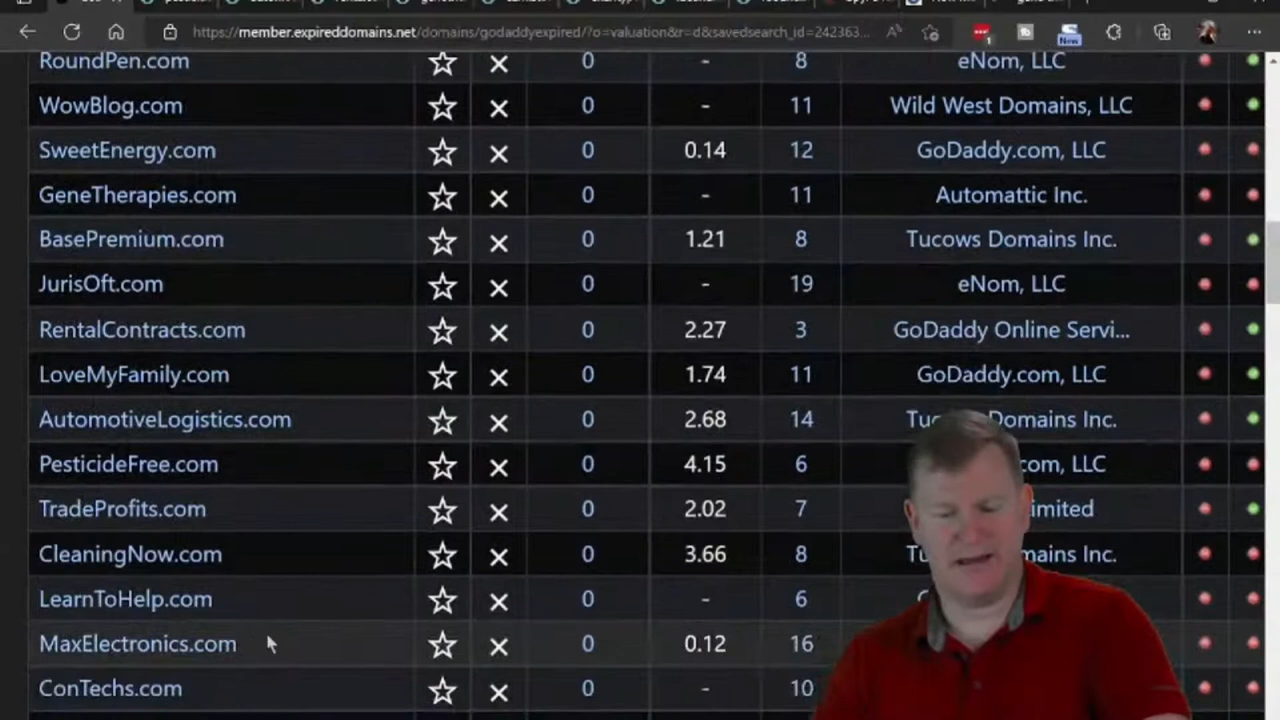 https://member.expireddomains.net/domains/godaddyexpired/?o=valuation&r=d&savedsearch_id=242363...
1
New
RoundPen.com 0 - 8 eNom, LLC
WowBlog.com 0 - 11 Wild West Domains, LLC
SweetEnergy.com 0 0.14 12 GoDaddy.com, LLC
GeneTherapies.com 0 - 11 Automattic Inc.
BasePremium.com 0 1.21 8 Tucows Domains Inc.
JurisOft.com 0 - 19 eNom, LLC
RentalContracts.com 0 2.27 3 GoDaddy Online Servi...
LoveMyFamily.com 0 1.74 11 GoDaddy.com, LLC
AutomotiveLogistics.com 0 2.68 14 Domains Inc.
PesticideFree.com 0 4.15 6 .com, LLC
TradeProfits.com 0 2.02 7
CleaningNow.com 0 3.66 8 Inc.
LearnToHelp.com 0 - 6
MaxElectronics.com 0 0.12 16
ConTechs.com 0 - 10